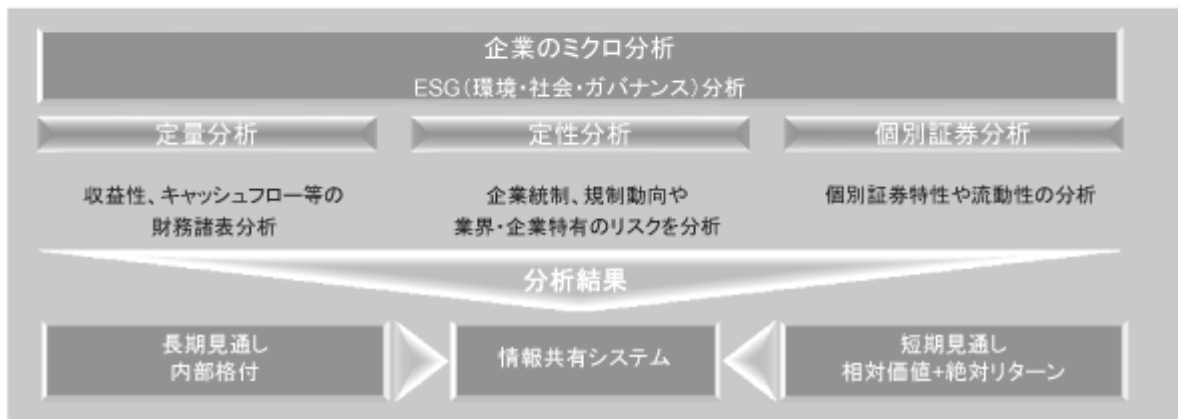 企業のミクロ分析
ESG(環境・社会・ガバナンス)分析
定量分析
収益性、キャッシュフロー等の
財務諸表分析
定性分析
企業統制、規制動向や
業界・企業特有のリスクを分析
個別証券分析
個別証券特性や流動性の分析
分析結果
長期見通し
内部格付
情報共有システム
短期見通し
相対価値+絶対リターン